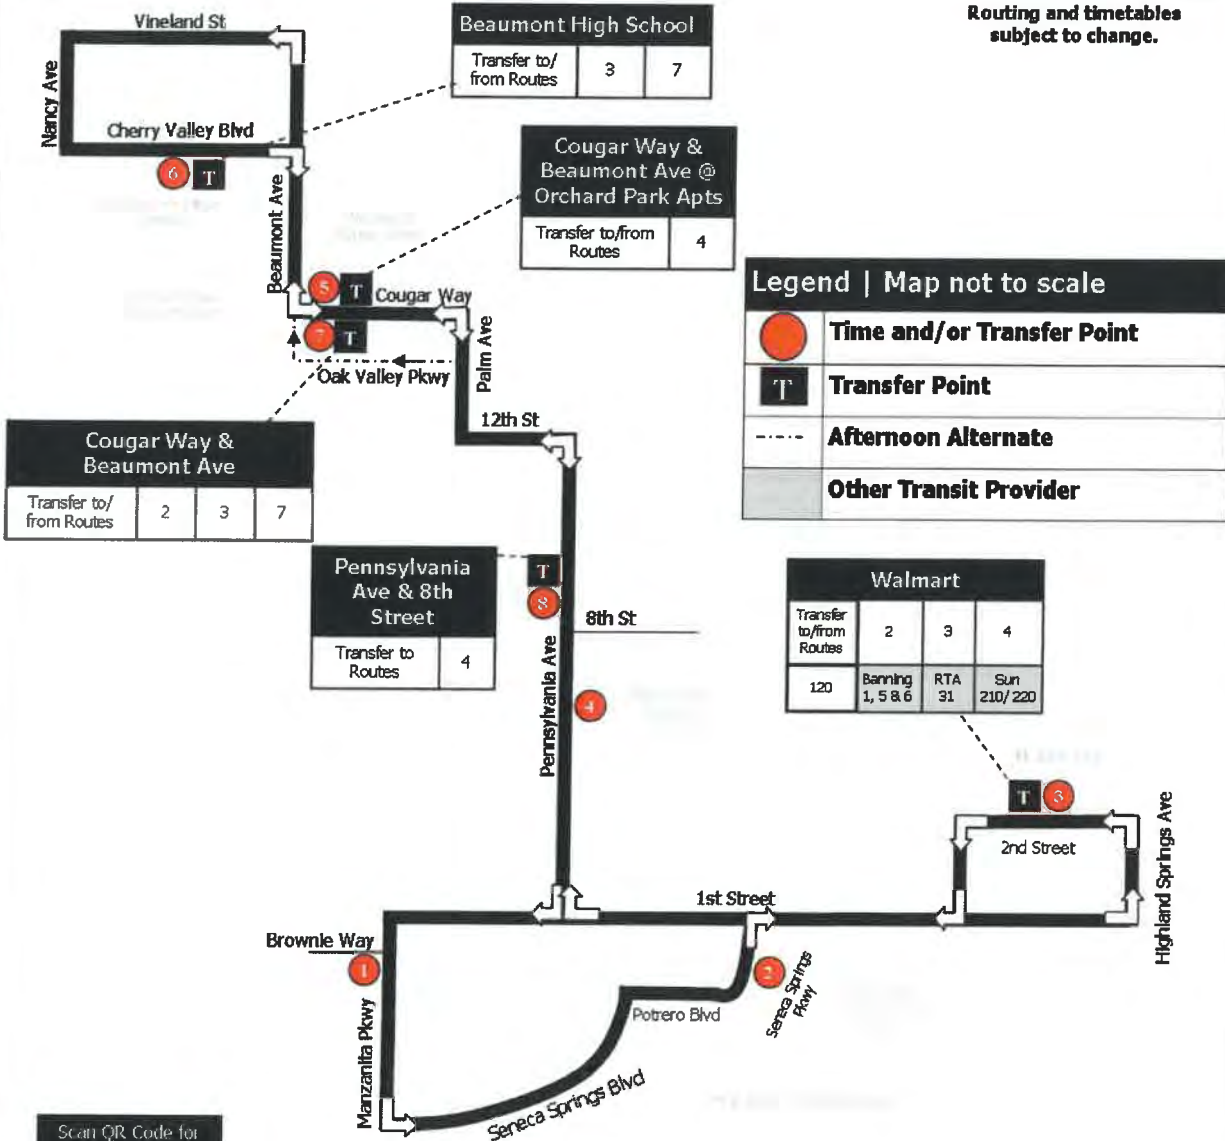 Routing and timetables
subject to change.
Vineland St
Nancy Ave
Cherry Valley Blvd
6
T
Beaumont High School
Transfer to/
from Routes
3
7
Cougar Way &
Beaumont Ave @
Orchard Park Apts
Transfer to/from
Routes
4
Beaumont Ave
5
T
Cougar Way
7
T
Oak Valley Pkwy
Palm Ave
12th St
Legend | Map not to scale
Time and/or Transfer Point
T
Transfer Point
Afternoon Alternate
Other Transit Provider
Cougar Way &
Beaumont Ave
Transfer to/
from Routes
2
3
7
Pennsylvania
Ave & 8th
Street
Transfer to
Routes
4
T
8
8th St
Pennsylvania Ave
4
Walmart
Transfer
to/from
Routes
2
3
4
120
Banning
1, 5 & 6
RTA
31
Sun
210/220
T
3
2nd Street
Highland Springs Ave
1st Street
Brownie Way
1
Manzanita Pkwy
2
Seneca Springs
Pkwy
Potrero Blvd
Seneca Springs Blvd
Scan QR Code for